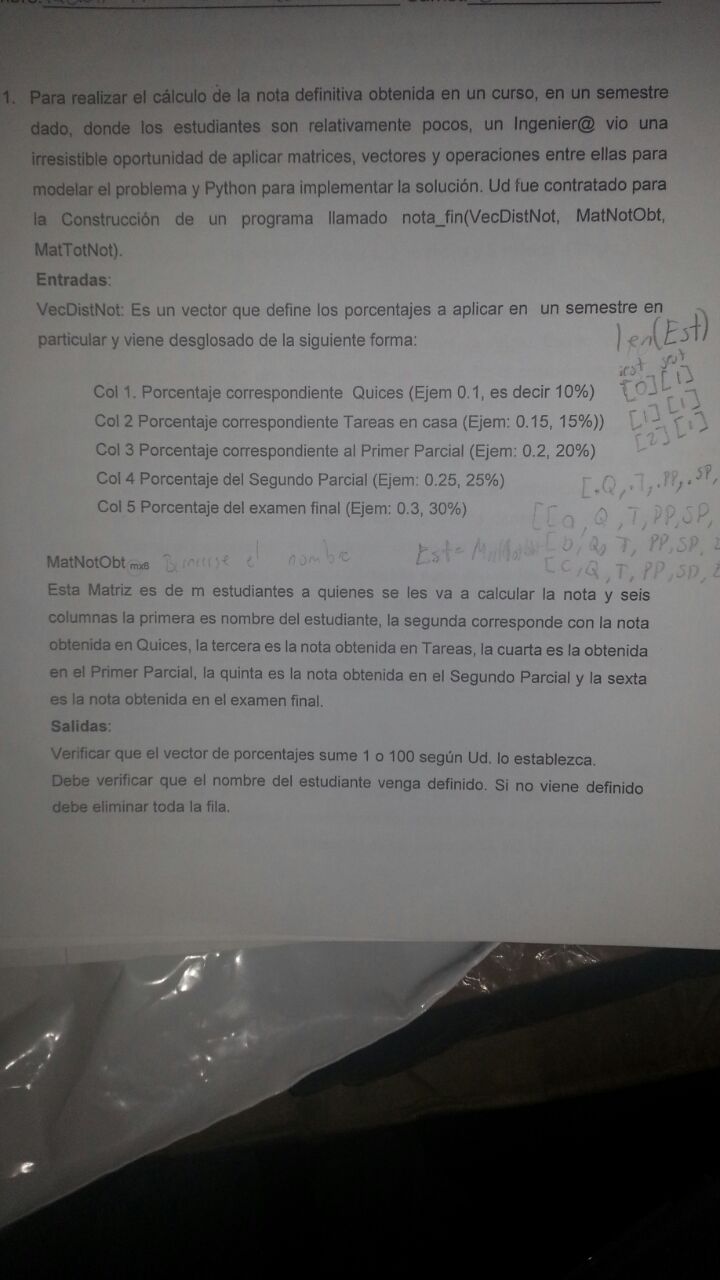 1. Para realizar el cálculo de la nota definitiva obtenida en un curso, en un semestre
dado, donde los estudiantes son relativamente pocos, un Ingenier@ vio una
irresistible oportunidad de aplicar matrices, vectores y operaciones entre ellas para
modelar el problema y Python para implementar la solución. Ud fue contratado para
la Construcción de un programa llamado nota_fin(VecDistNot, MatNotObt,
MatTotNot).
Entradas:
VecDistNot: Es un vector que define los porcentajes a aplicar en un semestre en
particular y viene desglosado de la siguiente forma:
len(Est)
Col 1. Porcentaje correspondiente Quices (Ejem 0.1, es decir 10%)
[0][1]
Col 2 Porcentaje correspondiente Tareas en casa (Ejem: 0.15, 15%))
[1][1]
Col 3 Porcentaje correspondiente al Primer Parcial (Ejem: 0.2, 20%)
[2][1]
Col 4 Porcentaje del Segundo Parcial (Ejem: 0.25, 25%)
[.Q, .T, .PP, .SP,
Col 5 Porcentaje del examen final (Ejem: 0.3, 30%)
[[a, Q, T, PP, SP,
MatNotObt mx6 el nombre Est=
[b, Q, T, PP, SP,
[C, Q, T, PP, SP,
Esta Matriz es de m estudiantes a quienes se les va a calcular la nota y seis
columnas la primera es nombre del estudiante, la segunda corresponde con la nota
obtenida en Quices, la tercera es la nota obtenida en Tareas, la cuarta es la obtenida
en el Primer Parcial, la quinta es la nota obtenida en el Segundo Parcial y la sexta
es la nota obtenida en el examen final.
Salidas:
Verificar que el vector de porcentajes sume 1 o 100 según Ud. lo establezca.
Debe verificar que el nombre del estudiante venga definido. Si no viene definido
debe eliminar toda la fila.